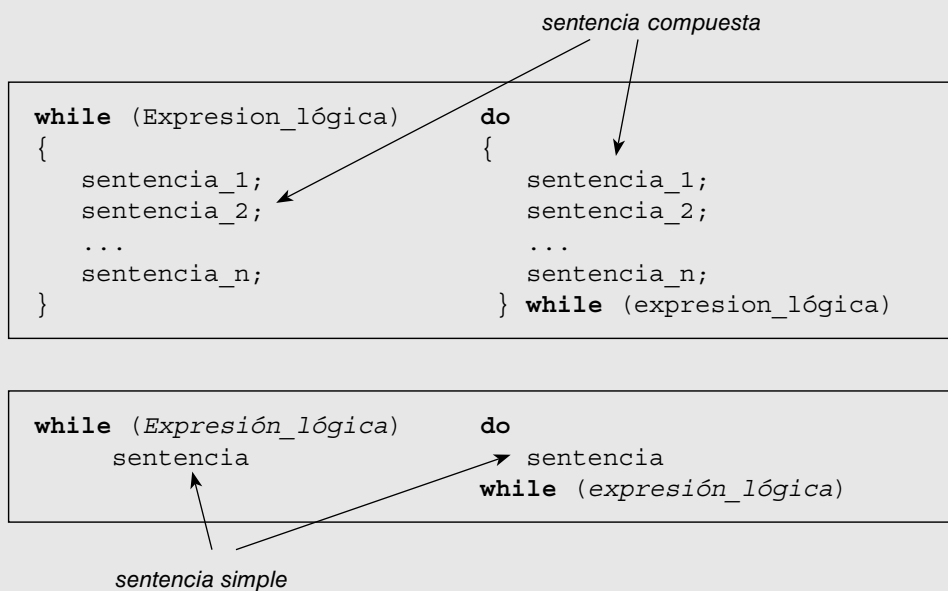 sentencia compuesta
while (Expresion_lógica)
{
sentencia_1;
sentencia_2;
...
sentencia_n;
}
do
{
sentencia_1;
sentencia_2;
...
sentencia_n;
} while (expresion_lógica)
while (Expresión_lógica)
sentencia
do
sentencia
while (expresión_lógica)
sentencia simple